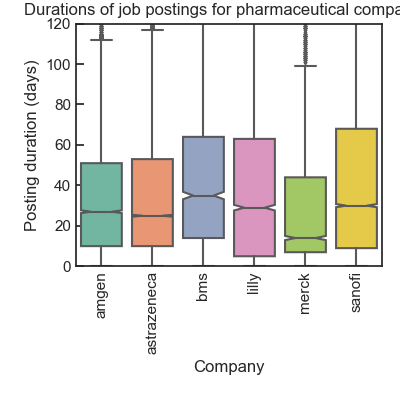 Durations of job postings for pharmaceutical
Posting duration (days)
120
100
80
60
40
20
0
amgen
astrazeneca
bms
lilly
merck
sanofi
Company